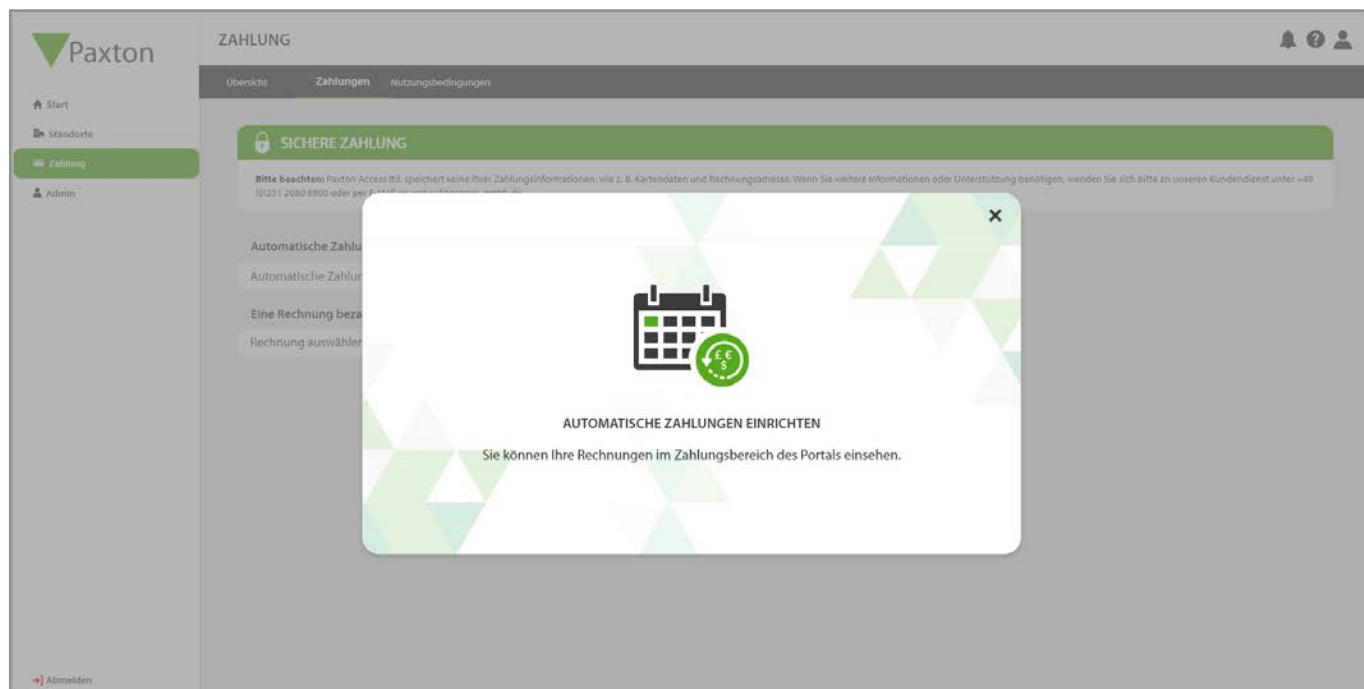 Paxton
ZAHLUNG
Übersicht
Zahlungen
Nutzungsbedingungen
Start
Standorte
Zahlung
Admin
SICHERE ZAHLUNG
Bitte beachten: Paxton Access ltd. speichert keine Ihrer Zahlungsinformationen, wie z. B. Kartendaten und Rechnungsadresse. Wenn Sie weitere Informationen oder Unterstützung benötigen, wenden Sie sich bitte an unseren Kundendienst unter +49
(0)251 2080 6900 oder per
Automatische Zahlu
Automatische Zahlun
Eine Rechnung beza
Rechnung auswählen
£ €
$
AUTOMATISCHE ZAHLUNGEN EINRICHTEN
Sie können Ihre Rechnungen im Zahlungsbereich des Portals einsehen.
Abmelden